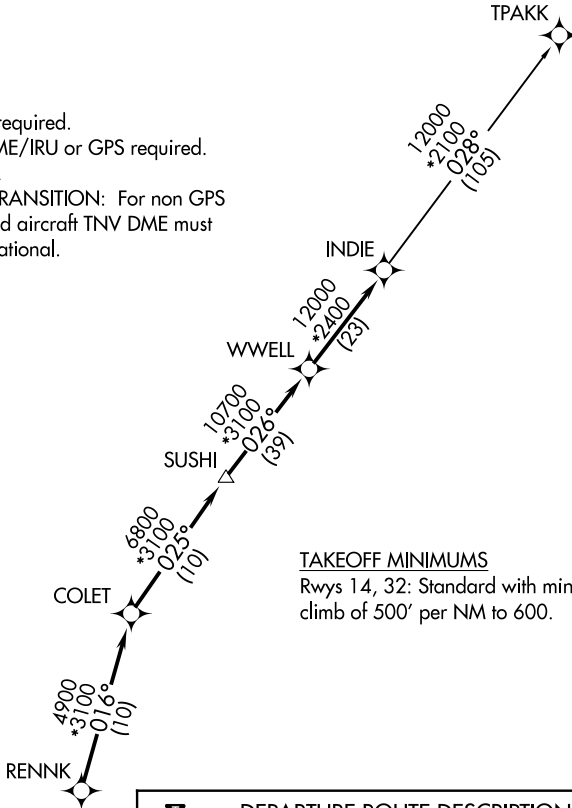 TPAKK
equired.
ME/IRU or GPS required.
RANSITION: For non GPS
d aircraft TNV DME must
ational.
12000
*2100
028°
(105)
INDIE
12000
*2400
(23)
WWELL
10700
*3100
026°
(39)
SUSHI
6800
*3100
025°
(10)
TAKEOFF MINIMUMS
Rwys 14, 32: Standard with min
climb of 500' per NM to 600.
COLET
4900
*3100
016°
(10)
RENNK
DEPARTURE ROUTE DESCRIPTION